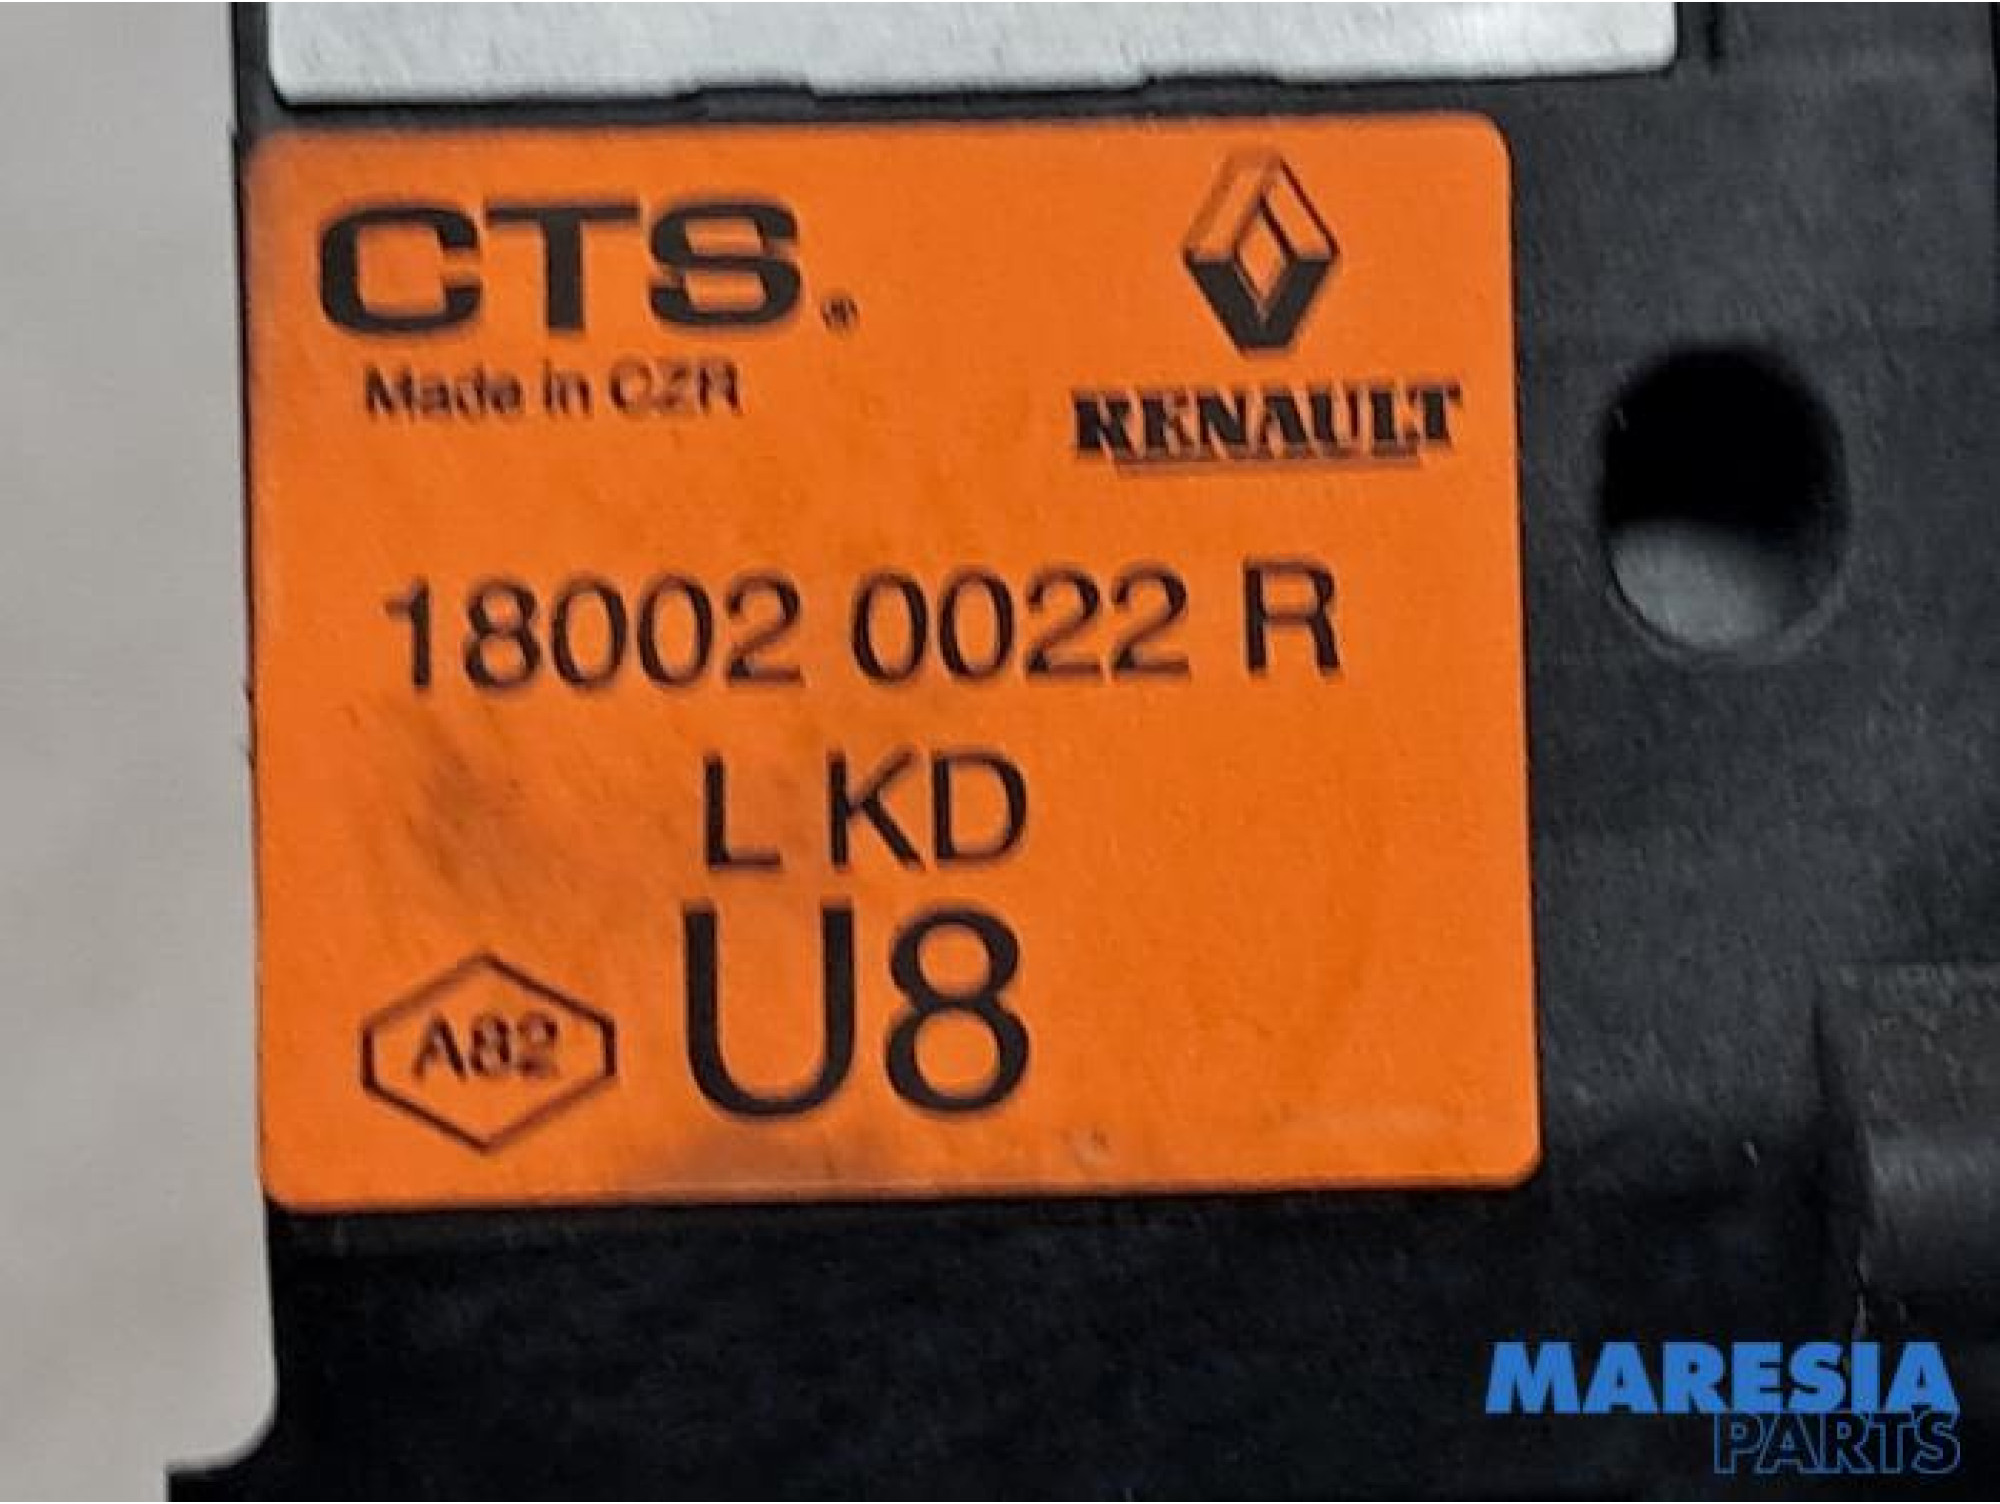 CTS®
Made in CZR
RENAULT
18002 0022 R
L KD
U8
A82
MARESIA
PARTS